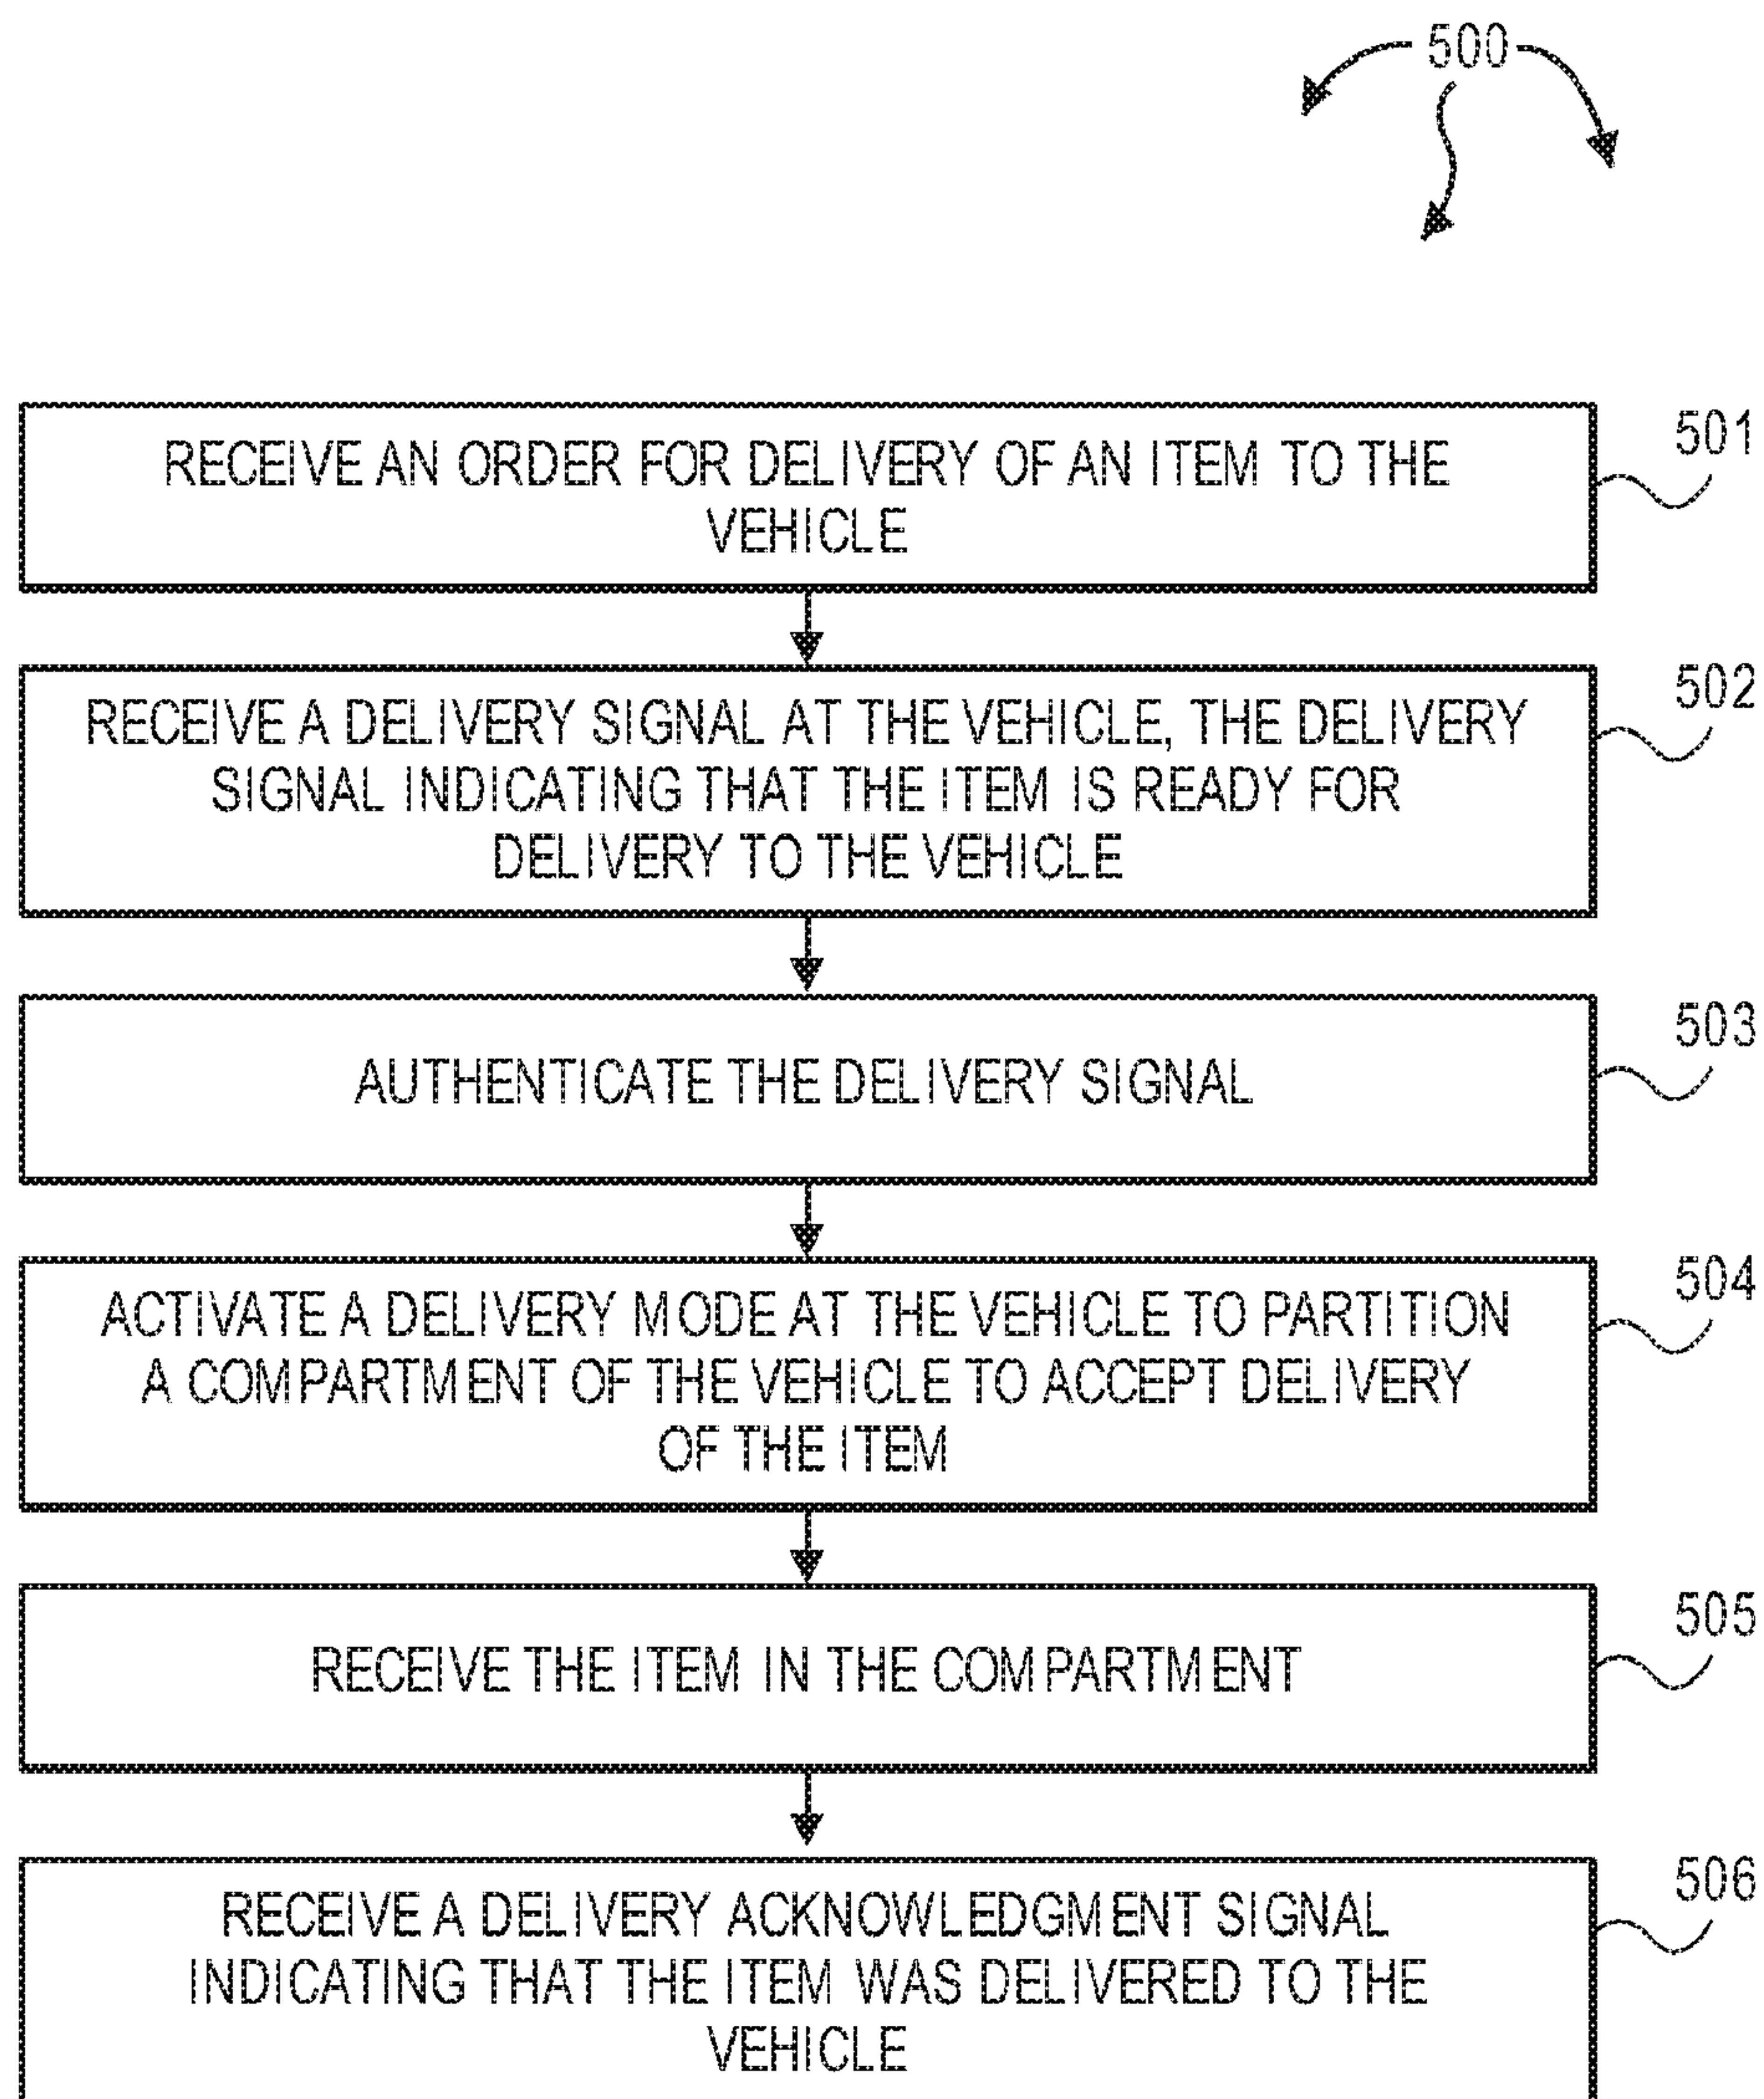 500
RECEIVE AN ORDER FOR DELIVERY OF AN ITEM TO THE
VEHICLE
501
RECEIVE A DELIVERY SIGNAL AT THE VEHICLE, THE DELIVERY
SIGNAL INDICATING THAT THE ITEM IS READY FOR
DELIVERY TO THE VEHICLE
502
AUTHENTICATE THE DELIVERY SIGNAL
503
ACTIVATE A DELIVERY MODE AT THE VEHICLE TO PARTITION
A COMPARTMENT OF THE VEHICLE TO ACCEPT DELIVERY
OF THE ITEM
504
RECEIVE THE ITEM IN THE COMPARTMENT
505
RECEIVE A DELIVERY ACKNOWLEDGMENT SIGNAL
INDICATING THAT THE ITEM WAS DELIVERED TO THE
VEHICLE
506